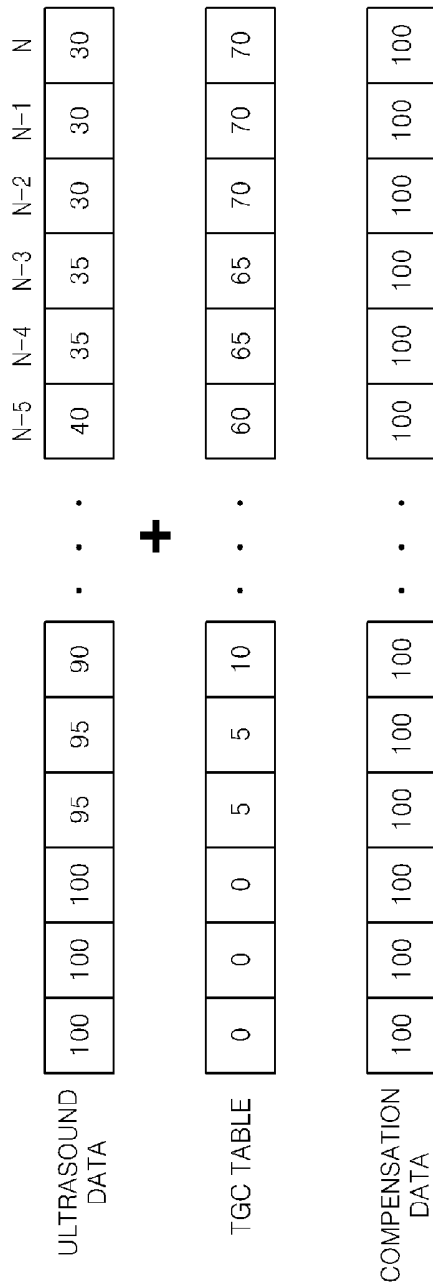 N-5 N-4 N-3 N-2 N-1 N
ULTRASOUND
DATA
100 100 100 95 95 90 . . . 40 35 35 30 30 30
+
TGC TABLE
0 0 0 5 5 10 . . . 60 65 65 70 70 70
COMPENSATION
DATA
100 100 100 100 100 100 . . . 100 100 100 100 100 100